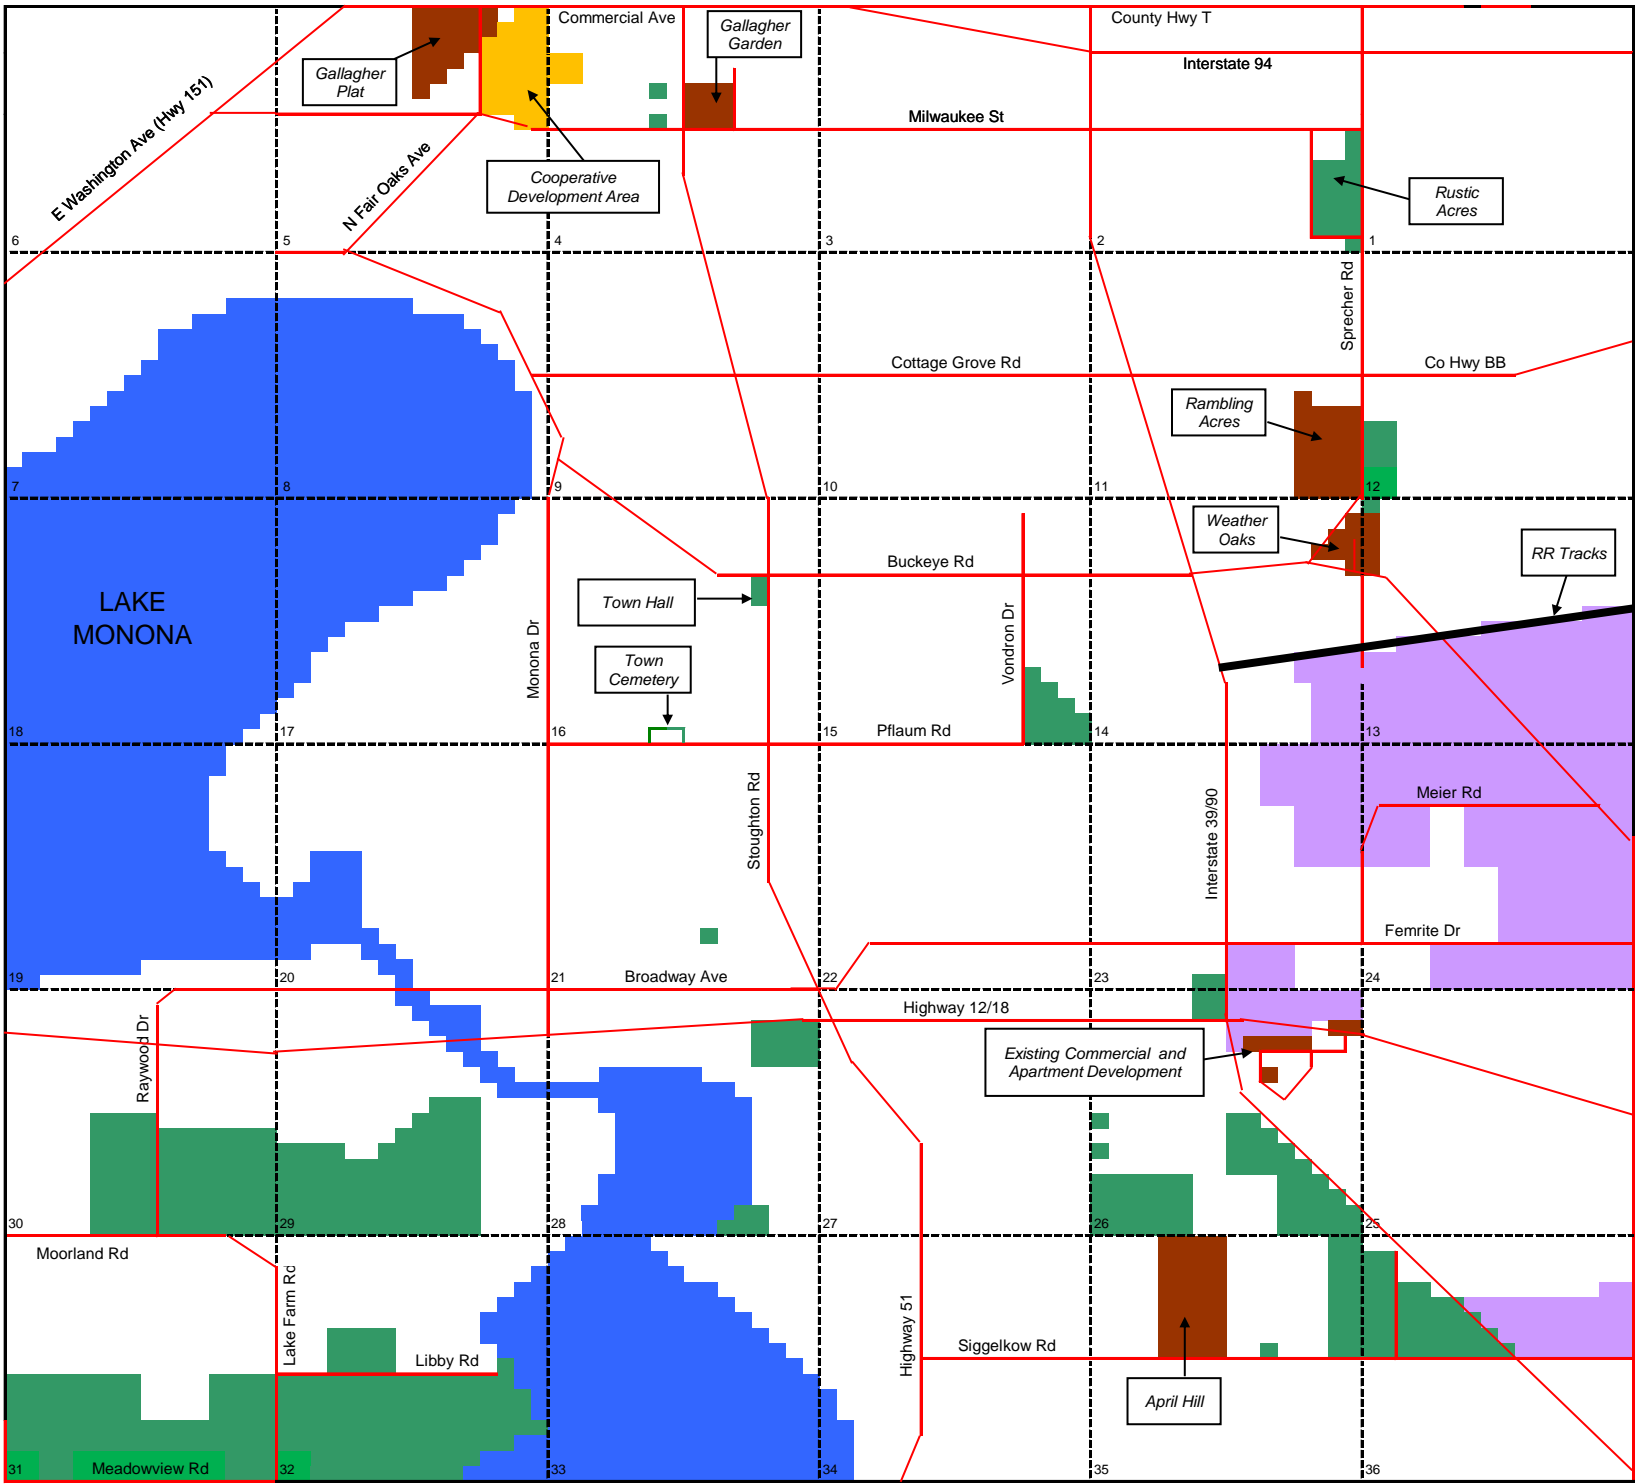 Commercial Ave
County Hwy T
Gallagher
Garden
Gallagher
Plat
Interstate 94
E Washington Ave (Hwy 151)
Milwaukee St
N Fair Oaks Ave
Cooperative
Development Area
Rustic
Acres
6
5
4
3
2
1
Sprecher Rd
Cottage Grove Rd
Co Hwy BB
Rambling
Acres
7
8
9
10
11
12
Weather
Oaks
RR Tracks
Buckeye Rd
Town Hall
LAKE
MONONA
Vondron Dr
Monona Dr
Town
Cemetery
18
17
16
15
Pflaum Rd
14
13
Stoughton Rd
Meier Rd
Interstate 39/90
Femrite Dr
19
20
21
Broadway Ave
22
23
24
Highway 12/18
Raywood Dr
Existing Commercial and
Apartment Development
30
29
28
27
26
25
Moorland Rd
Lake Farm Rd
Highway 51
Libby Rd
Siggelkow Rd
April Hill
31
Meadowview Rd
32
33
34
35
36